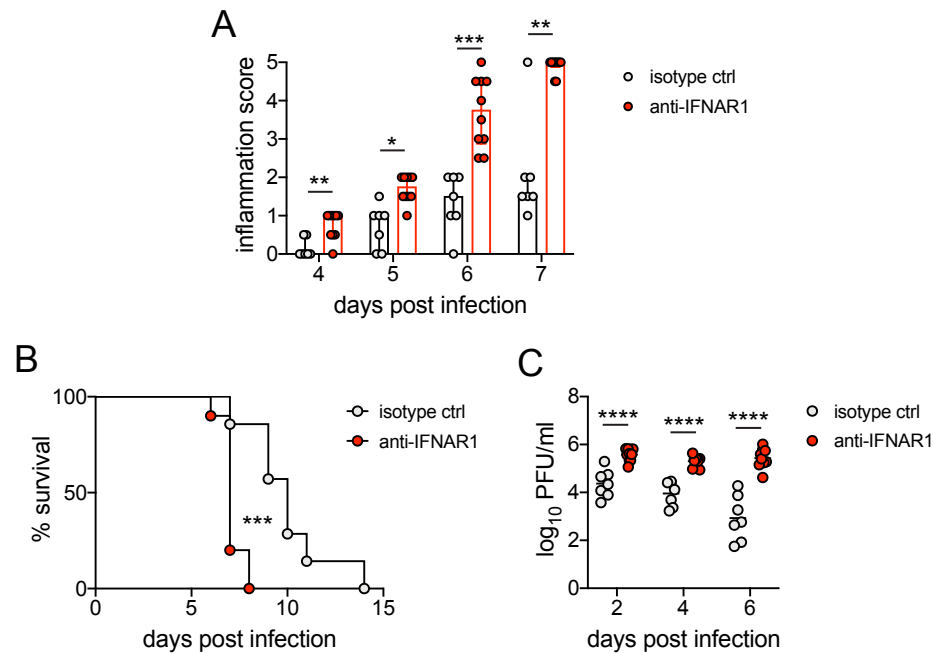 A
inflammation score
5
4
3
2
1
0
**
*
***
**
4 5 6 7
days post infection
isotype ctrl
anti-IFNAR1
B
% survival
100
50
0
***
0 5 10 15
days post infection
isotype ctrl
anti-IFNAR1
C
log10 PFU/ml
8
6
4
2
0
**** **** ****
2 4 6
days post infection
isotype ctrl
anti-IFNAR1